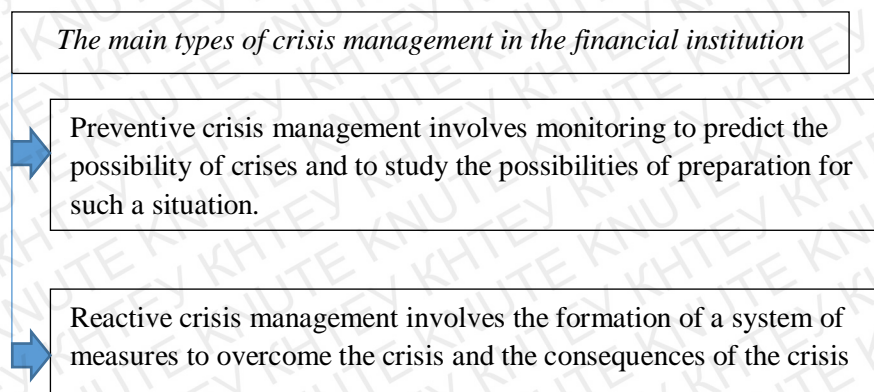 The main types of crisis management in the financial institution
Preventive crisis management involves monitoring to predict the
possibility of crises and to study the possibilities of preparation for
such a situation.
Reactive crisis management involves the formation of a system of
measures to overcome the crisis and the consequences of the crisis